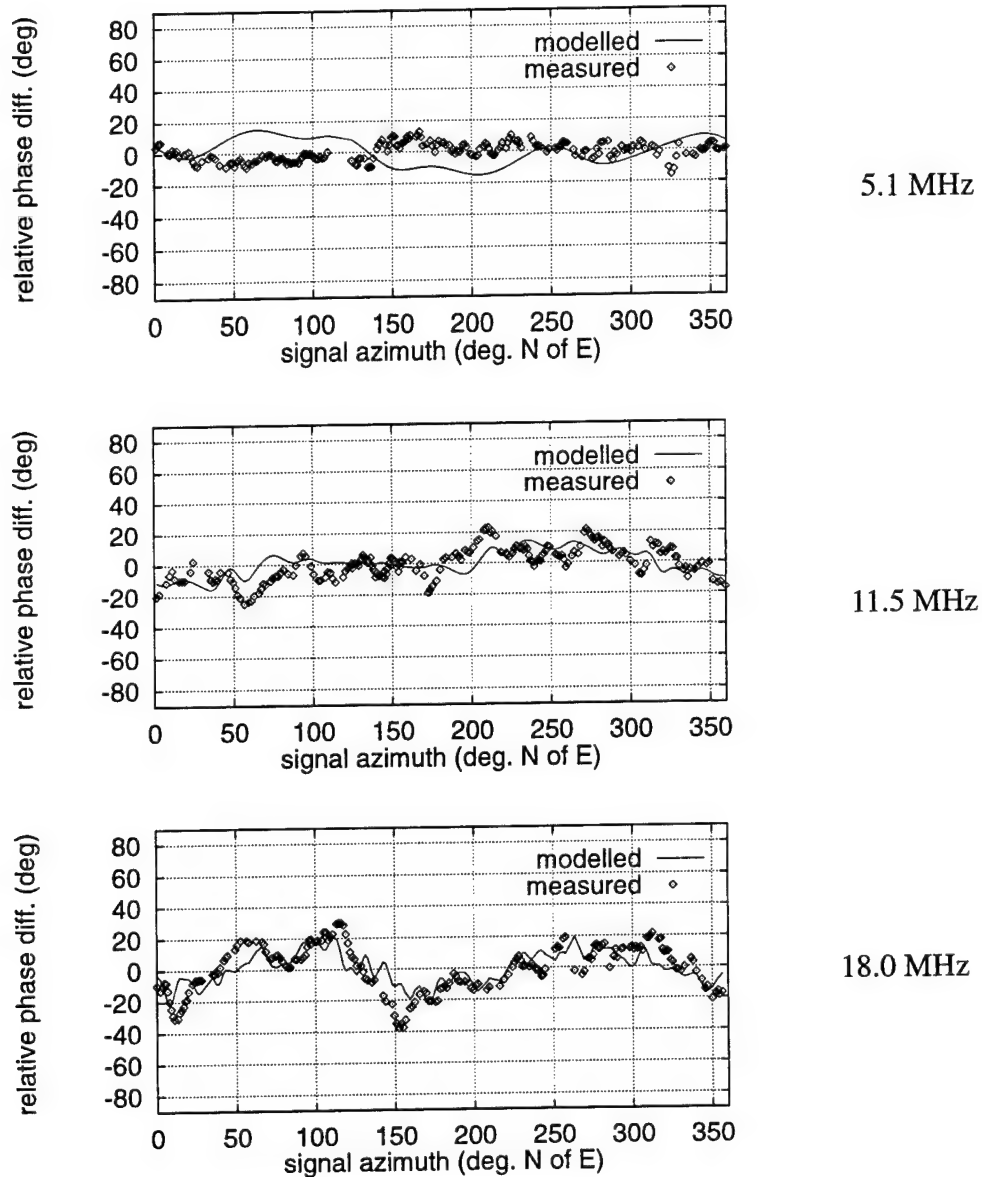 relative phase diff. (deg)
80
60
40
20
0
-20
-40
-60
-80
modelled
measured
0 50 100 150 200 250 300 350
signal azimuth (deg. N of E)
5.1 MHz
relative phase diff. (deg)
80
60
40
20
0
-20
-40
-60
-80
modelled
measured
0 50 100 150 200 250 300 350
signal azimuth (deg. N of E)
11.5 MHz
relative phase diff. (deg)
80
60
40
20
0
-20
-40
-60
-80
modelled
measured
0 50 100 150 200 250 300 350
signal azimuth (deg. N of E)
18.0 MHz